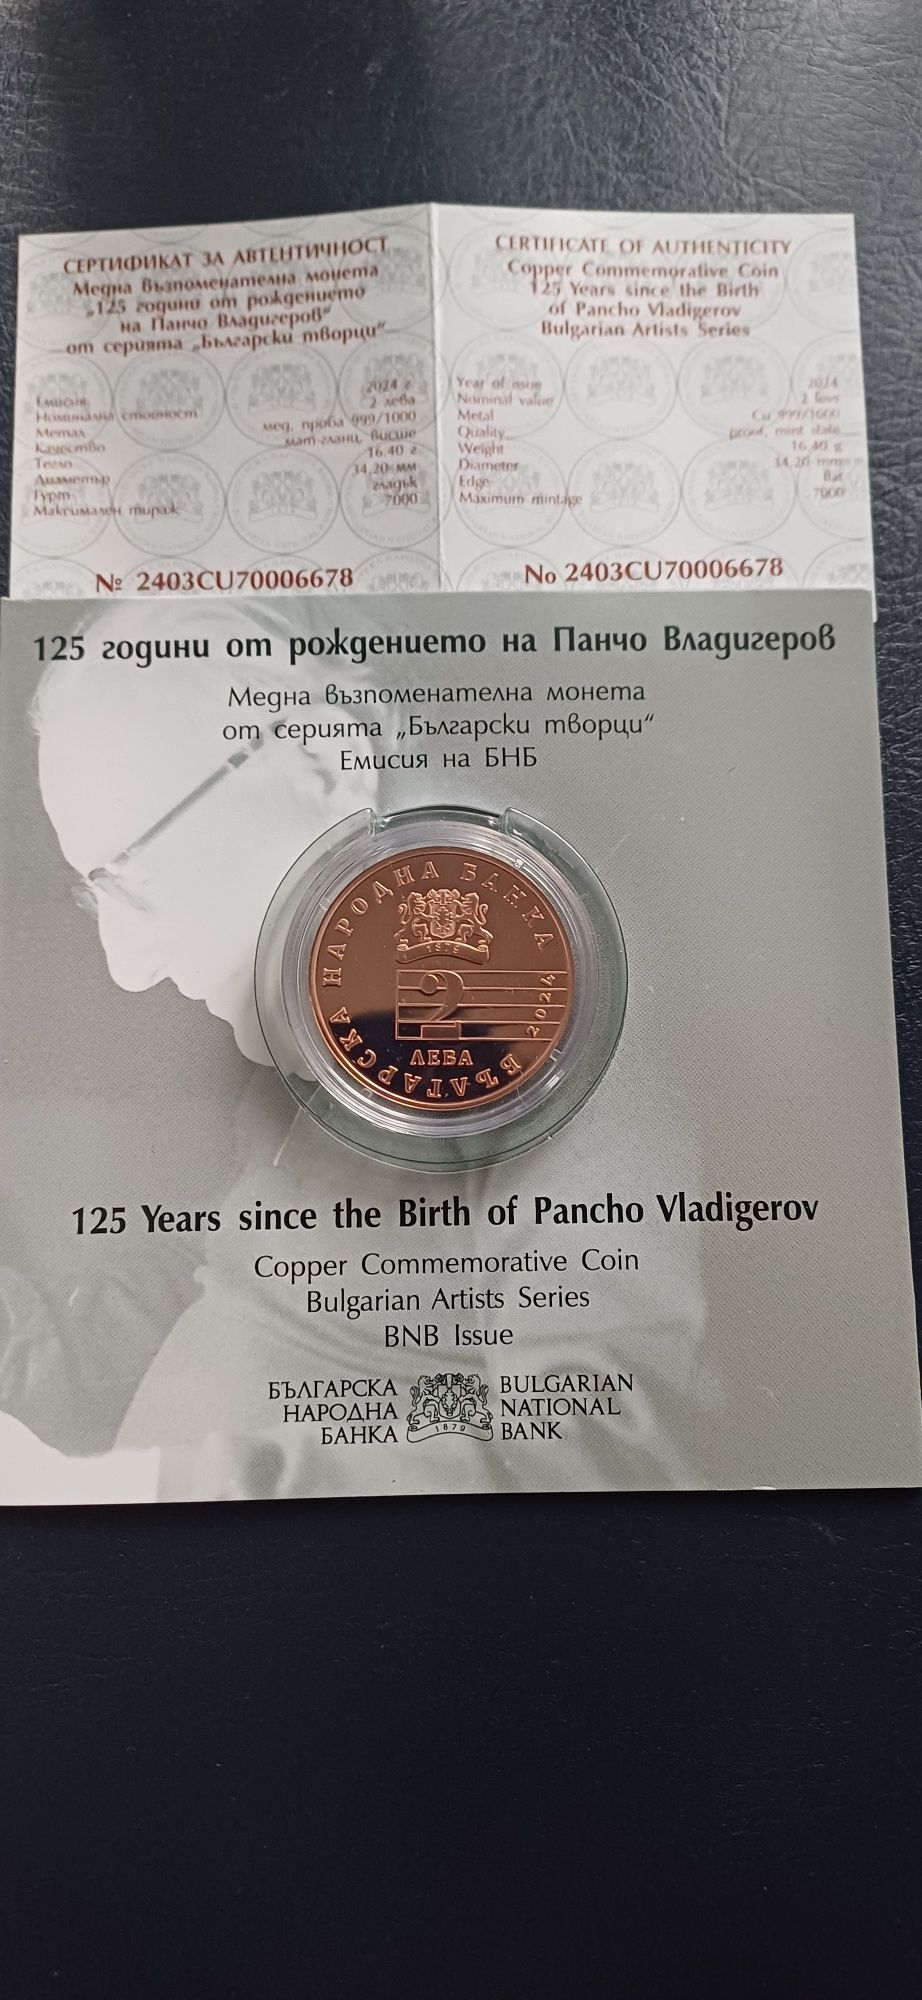 СЕРТИФИКАТ ЗА АВТЕНТИЧНОСТ
Медна възпоменателна монета
„125 години от рождението
на Панчо Владигеров“
от серията „Български творци“
Емисия 2024 г.
Номинална стойност 2 лева
Метал мед, проба 999/1000
Качество мат-гланц, висше
Тегло 16.40 г
Диаметър 34.20 мм
Гурт гладък
Максимален тираж 7000
№ 2403CU70006678
CERTIFICATE OF AUTHENTICITY
Copper Commemorative Coin
125 Years since the Birth
of Pancho Vladigerov
Bulgarian Artists Series
Year of issue 2024
Nominal value 2 levs
Metal Cu 999/1000
Quality proof, mint state
Weight 16.40 g
Diameter 34.20 mm
Edge flat
Maximum mintage 7000
No 2403CU70006678
125 години от рождението на Панчо Владигеров
Медна възпоменателна монета
от серията „Български творци“
Емисия на БНБ
БЪЛГАРСКА НАРОДНА БАНКА
1879
2
ЛЕВА
2024
125 Years since the Birth of Pancho Vladigerov
Copper Commemorative Coin
Bulgarian Artists Series
BNB Issue
БЪЛГАРСКА
НАРОДНА
БАНКА
1879
BULGARIAN
NATIONAL
BANK